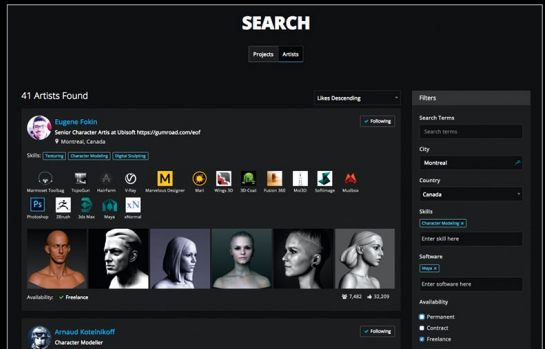 SEARCH
Projects Artists
41 Artists Found
Likes Descending
Filters
Eugene Fokin
Following
Senior Character Artis at Ubisoft https://gumroad.com/eof
Montreal, Canada
Skills: Texturing Character Modeling Digital Sculpting
Marmoset Toolbag TopoGun HairFarm V-Ray Marvelous Designer Mari Wings 3D 3D-Coat Fusion 360 MoI3D Softimage Mudbox
Photoshop ZBrush 3ds Max Maya xNormal
Availability: Freelance
7,482 32,209
Arnaud Kotelnikoff
Following
Character Modeller
Search Terms
Search terms
City
Montreal
Country
Canada
Skills
Character Modeling x
Enter skill here
Software
Maya x
Enter software here
Availability
Permanent
Contract
Freelance